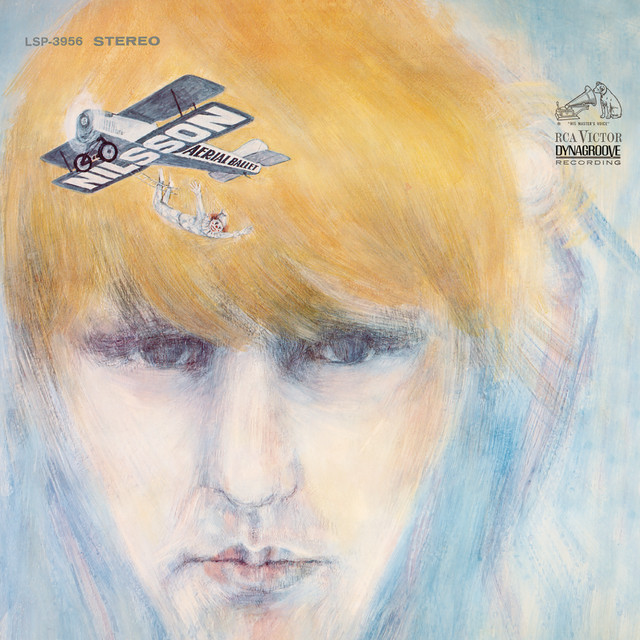 LSP-3956 STEREO
NILSSON
AERIAL BALLET
"HIS MASTER'S VOICE"
RCA VICTOR
DYNAGROOVE
RECORDING